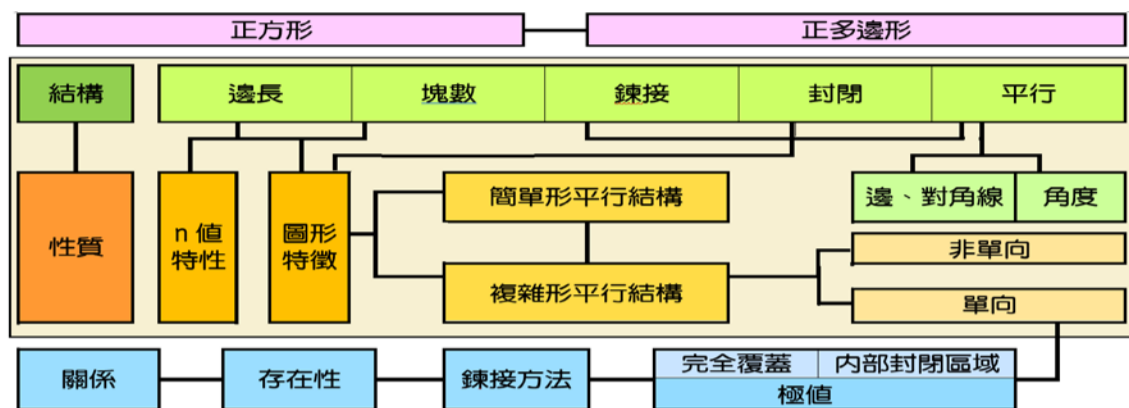 正方形
正多邊形
結構
邊長
塊數
鍊接
封閉
平行
性質
n 值
特性
圖形
特徵
簡單形平行結構
複雜形平行結構
邊、對角線
角度
非單向
單向
關係
存在性
鍊接方法
完全覆蓋
內部封閉區域
極值